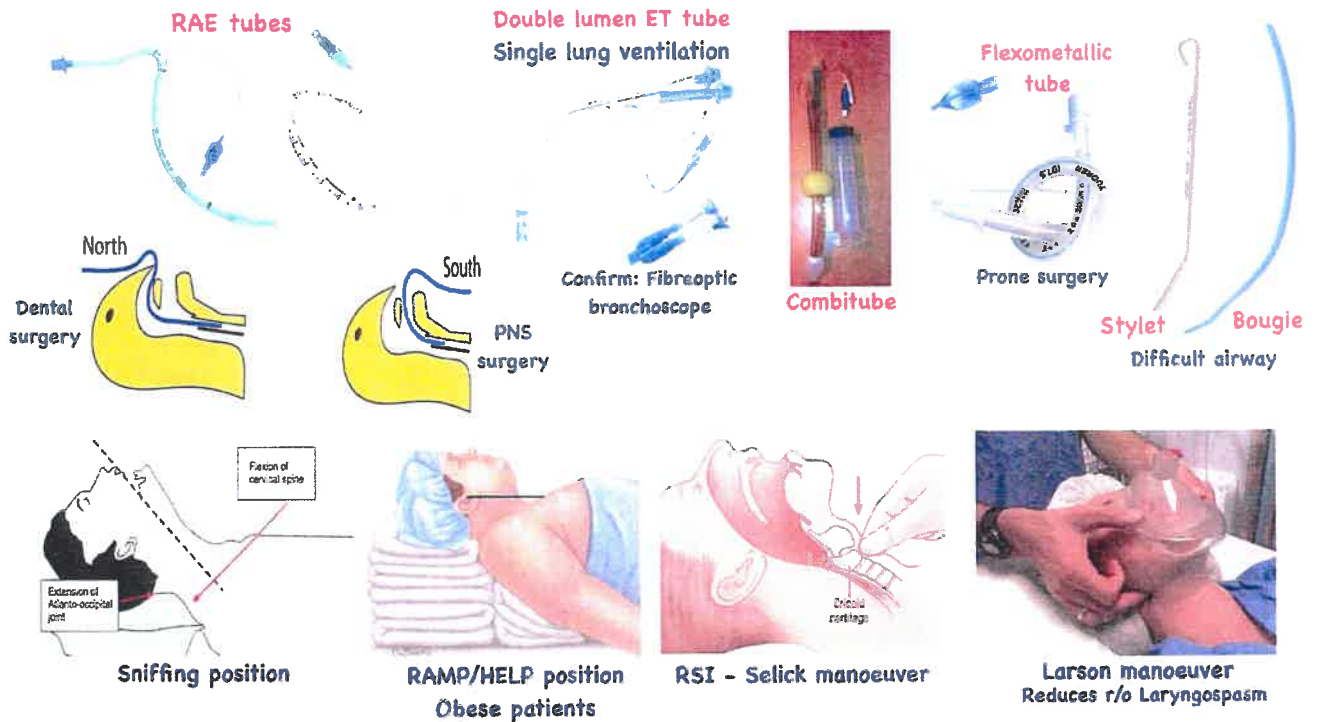 RAE tubes
Double lumen ET tube
Single lung ventilation
Flexometallic
tube
North
South
Dental
surgery
PNS
surgery
Confirm: Fibreoptic
bronchoscope
Combitube
Prone surgery
Stylet
Bougie
Difficult airway
Flexion of
cervical spine
Extension of
Atlanto-occipital
joint
Cricoid
cartilage
Sniffing position
RAMP/HELP position
Obese patients
RSI - Selick manoeuver
Larson manoeuver
Reduces r/o Laryngospasm